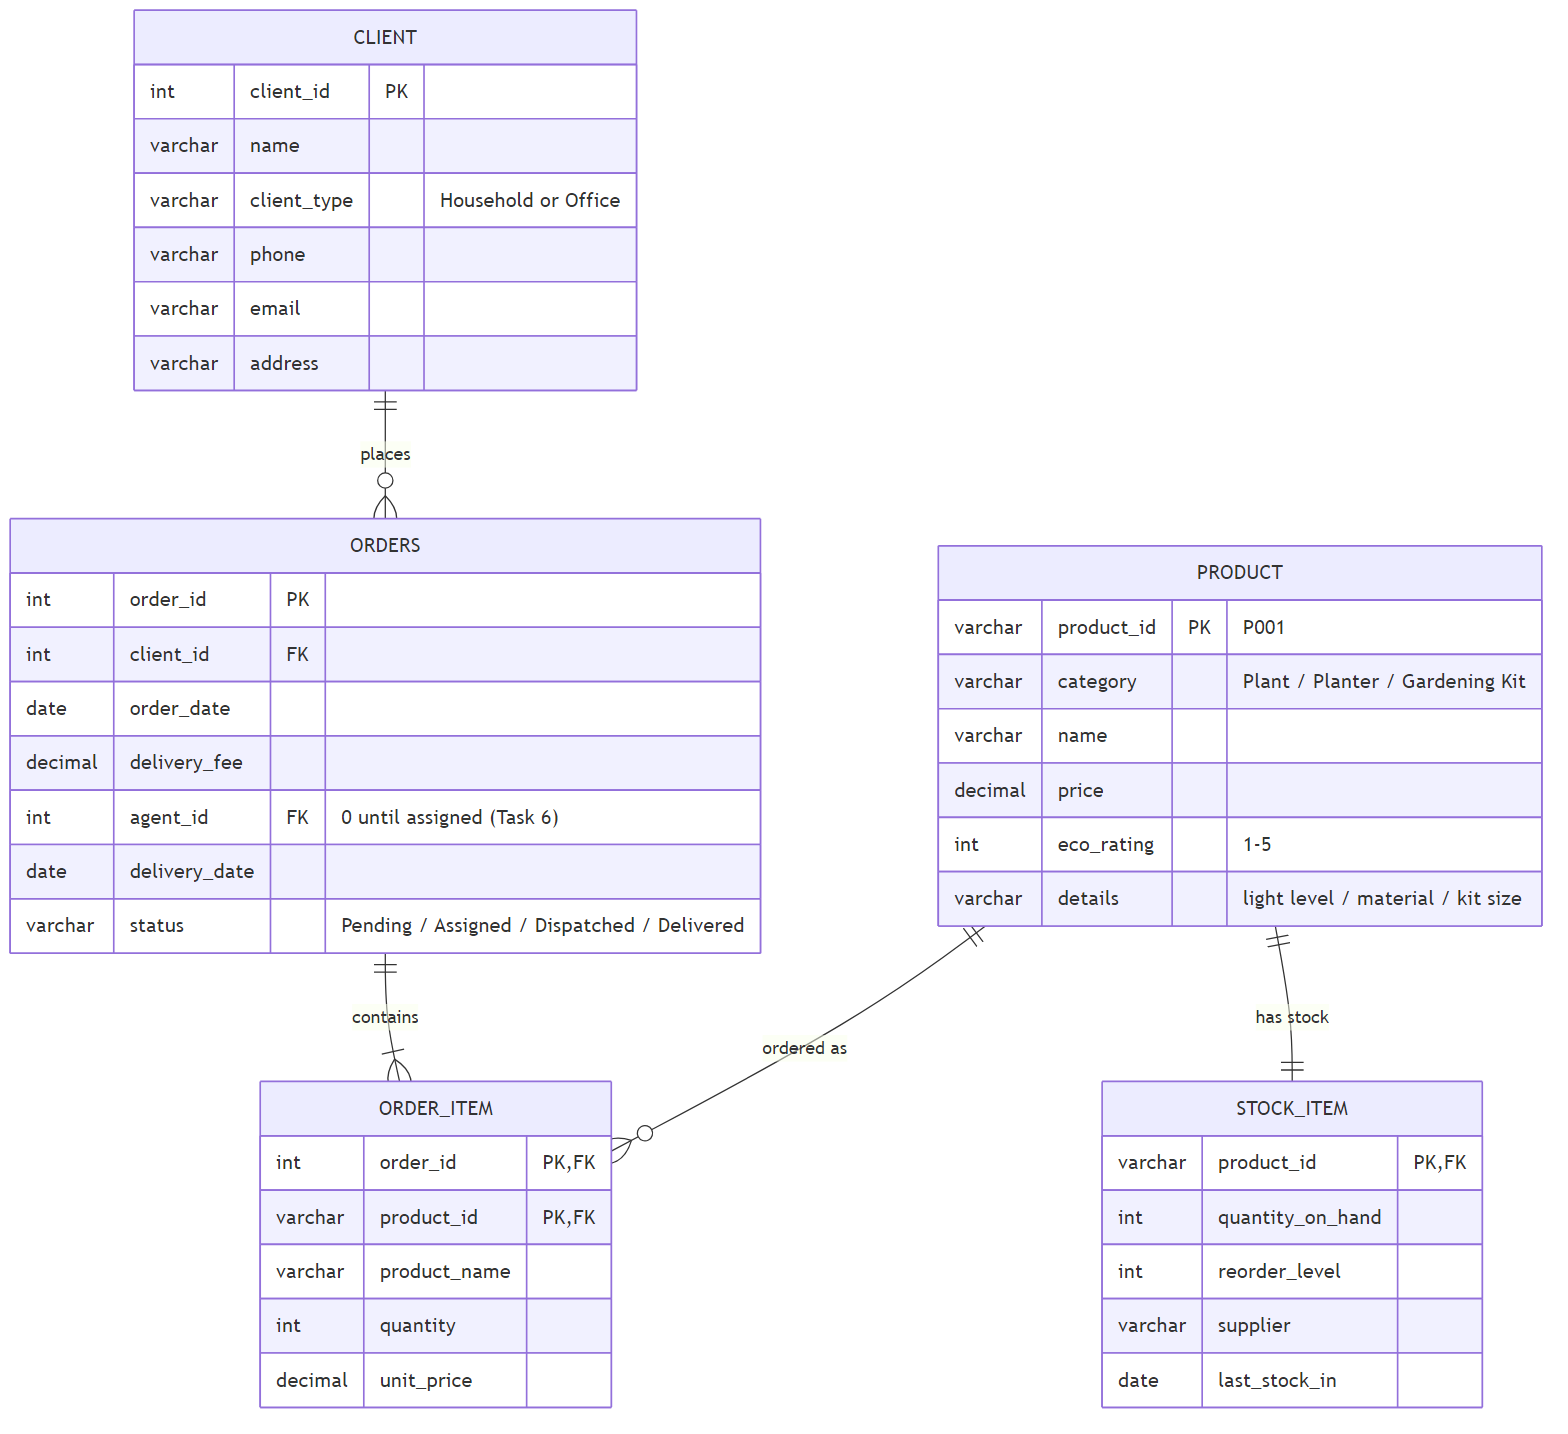 CLIENT
int client_id PK
varchar name
varchar client_type Household or Office
varchar phone
varchar email
varchar address
places
ORDERS
int order_id PK
int client_id FK
date order_date
decimal delivery_fee
int agent_id FK 0 until assigned (Task 6)
date delivery_date
varchar status Pending / Assigned / Dispatched / Delivered
PRODUCT
varchar product_id PK P001
varchar category Plant / Planter / Gardening Kit
varchar name
decimal price
int eco_rating 1-5
varchar details light level / material / kit size
contains
ordered as
has stock
ORDER_ITEM
int order_id PK,FK
varchar product_id PK,FK
varchar product_name
int quantity
decimal unit_price
STOCK_ITEM
varchar product_id PK,FK
int quantity_on_hand
int reorder_level
varchar supplier
date last_stock_in